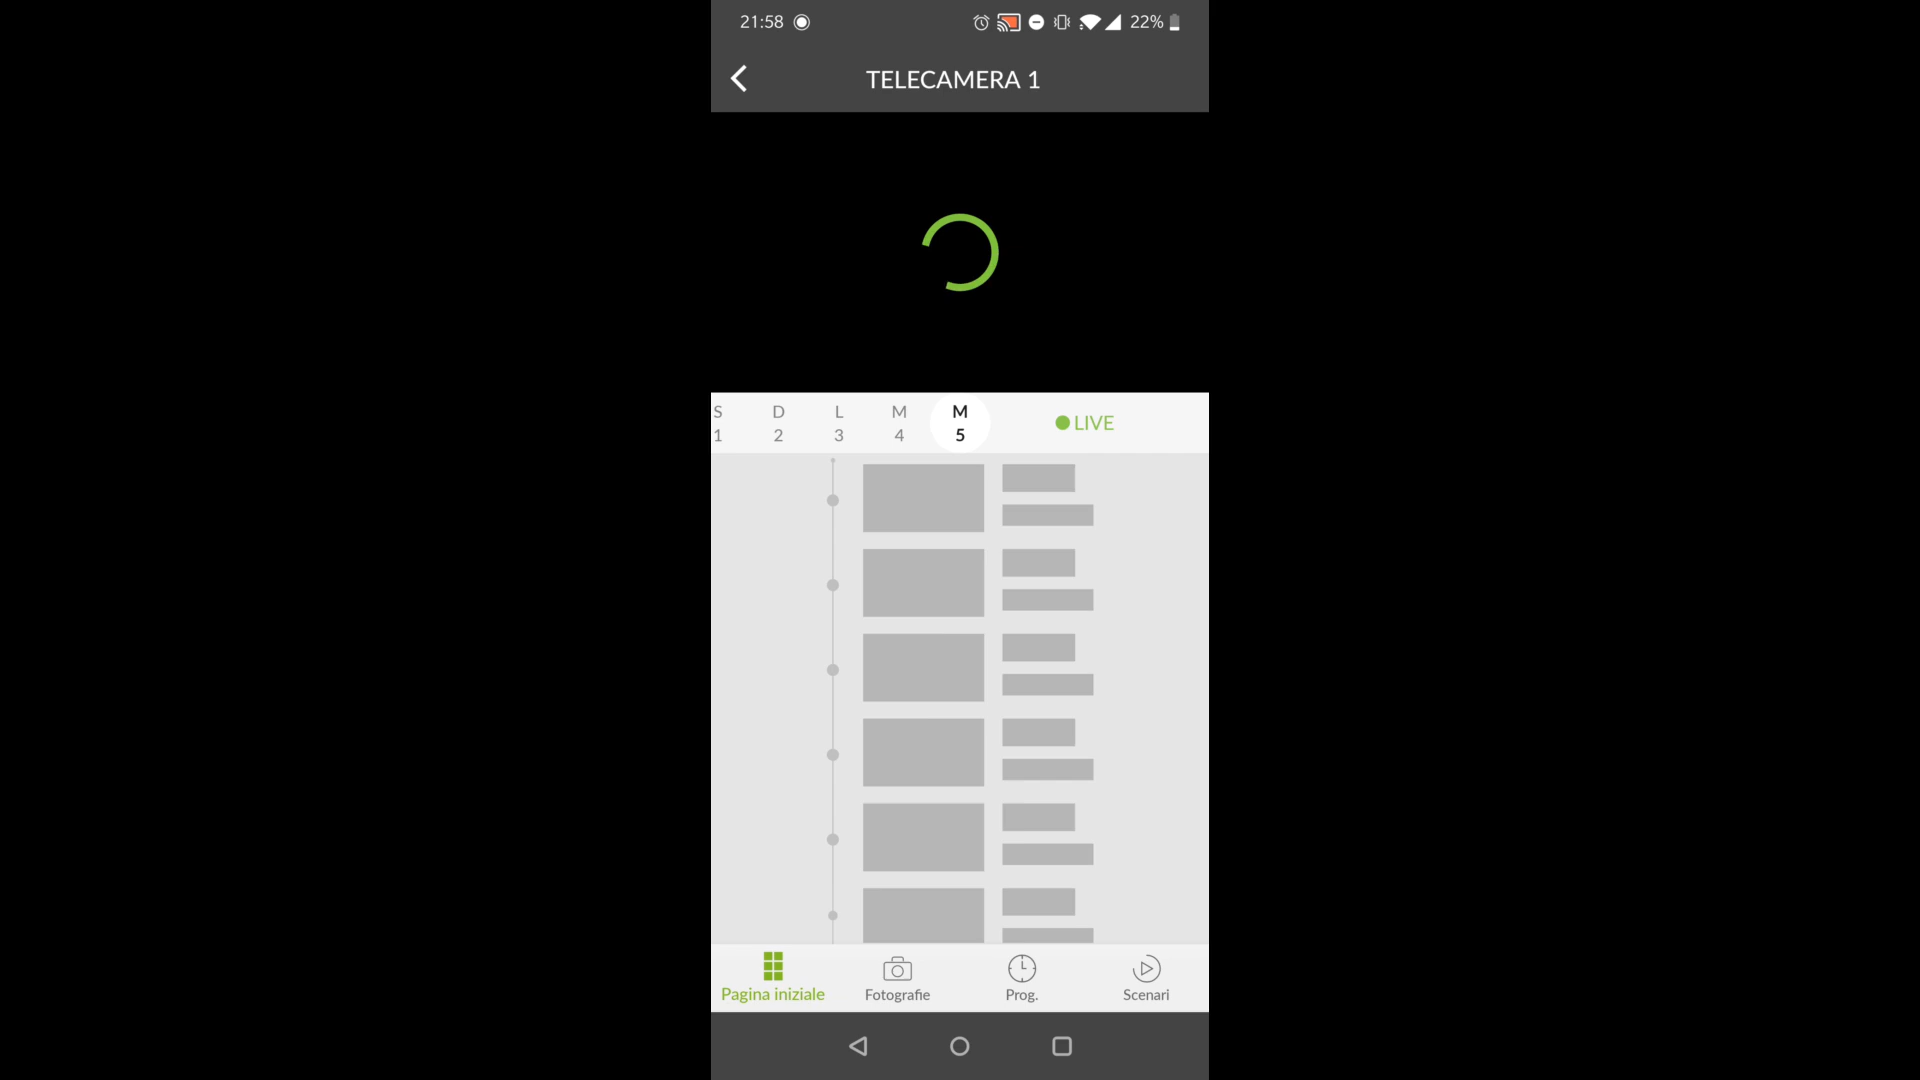 21:58 22%
TELECAMERA 1
S D L M M
1 2 3 4 5
LIVE
Pagina iniziale Fotografie Prog. Scenari